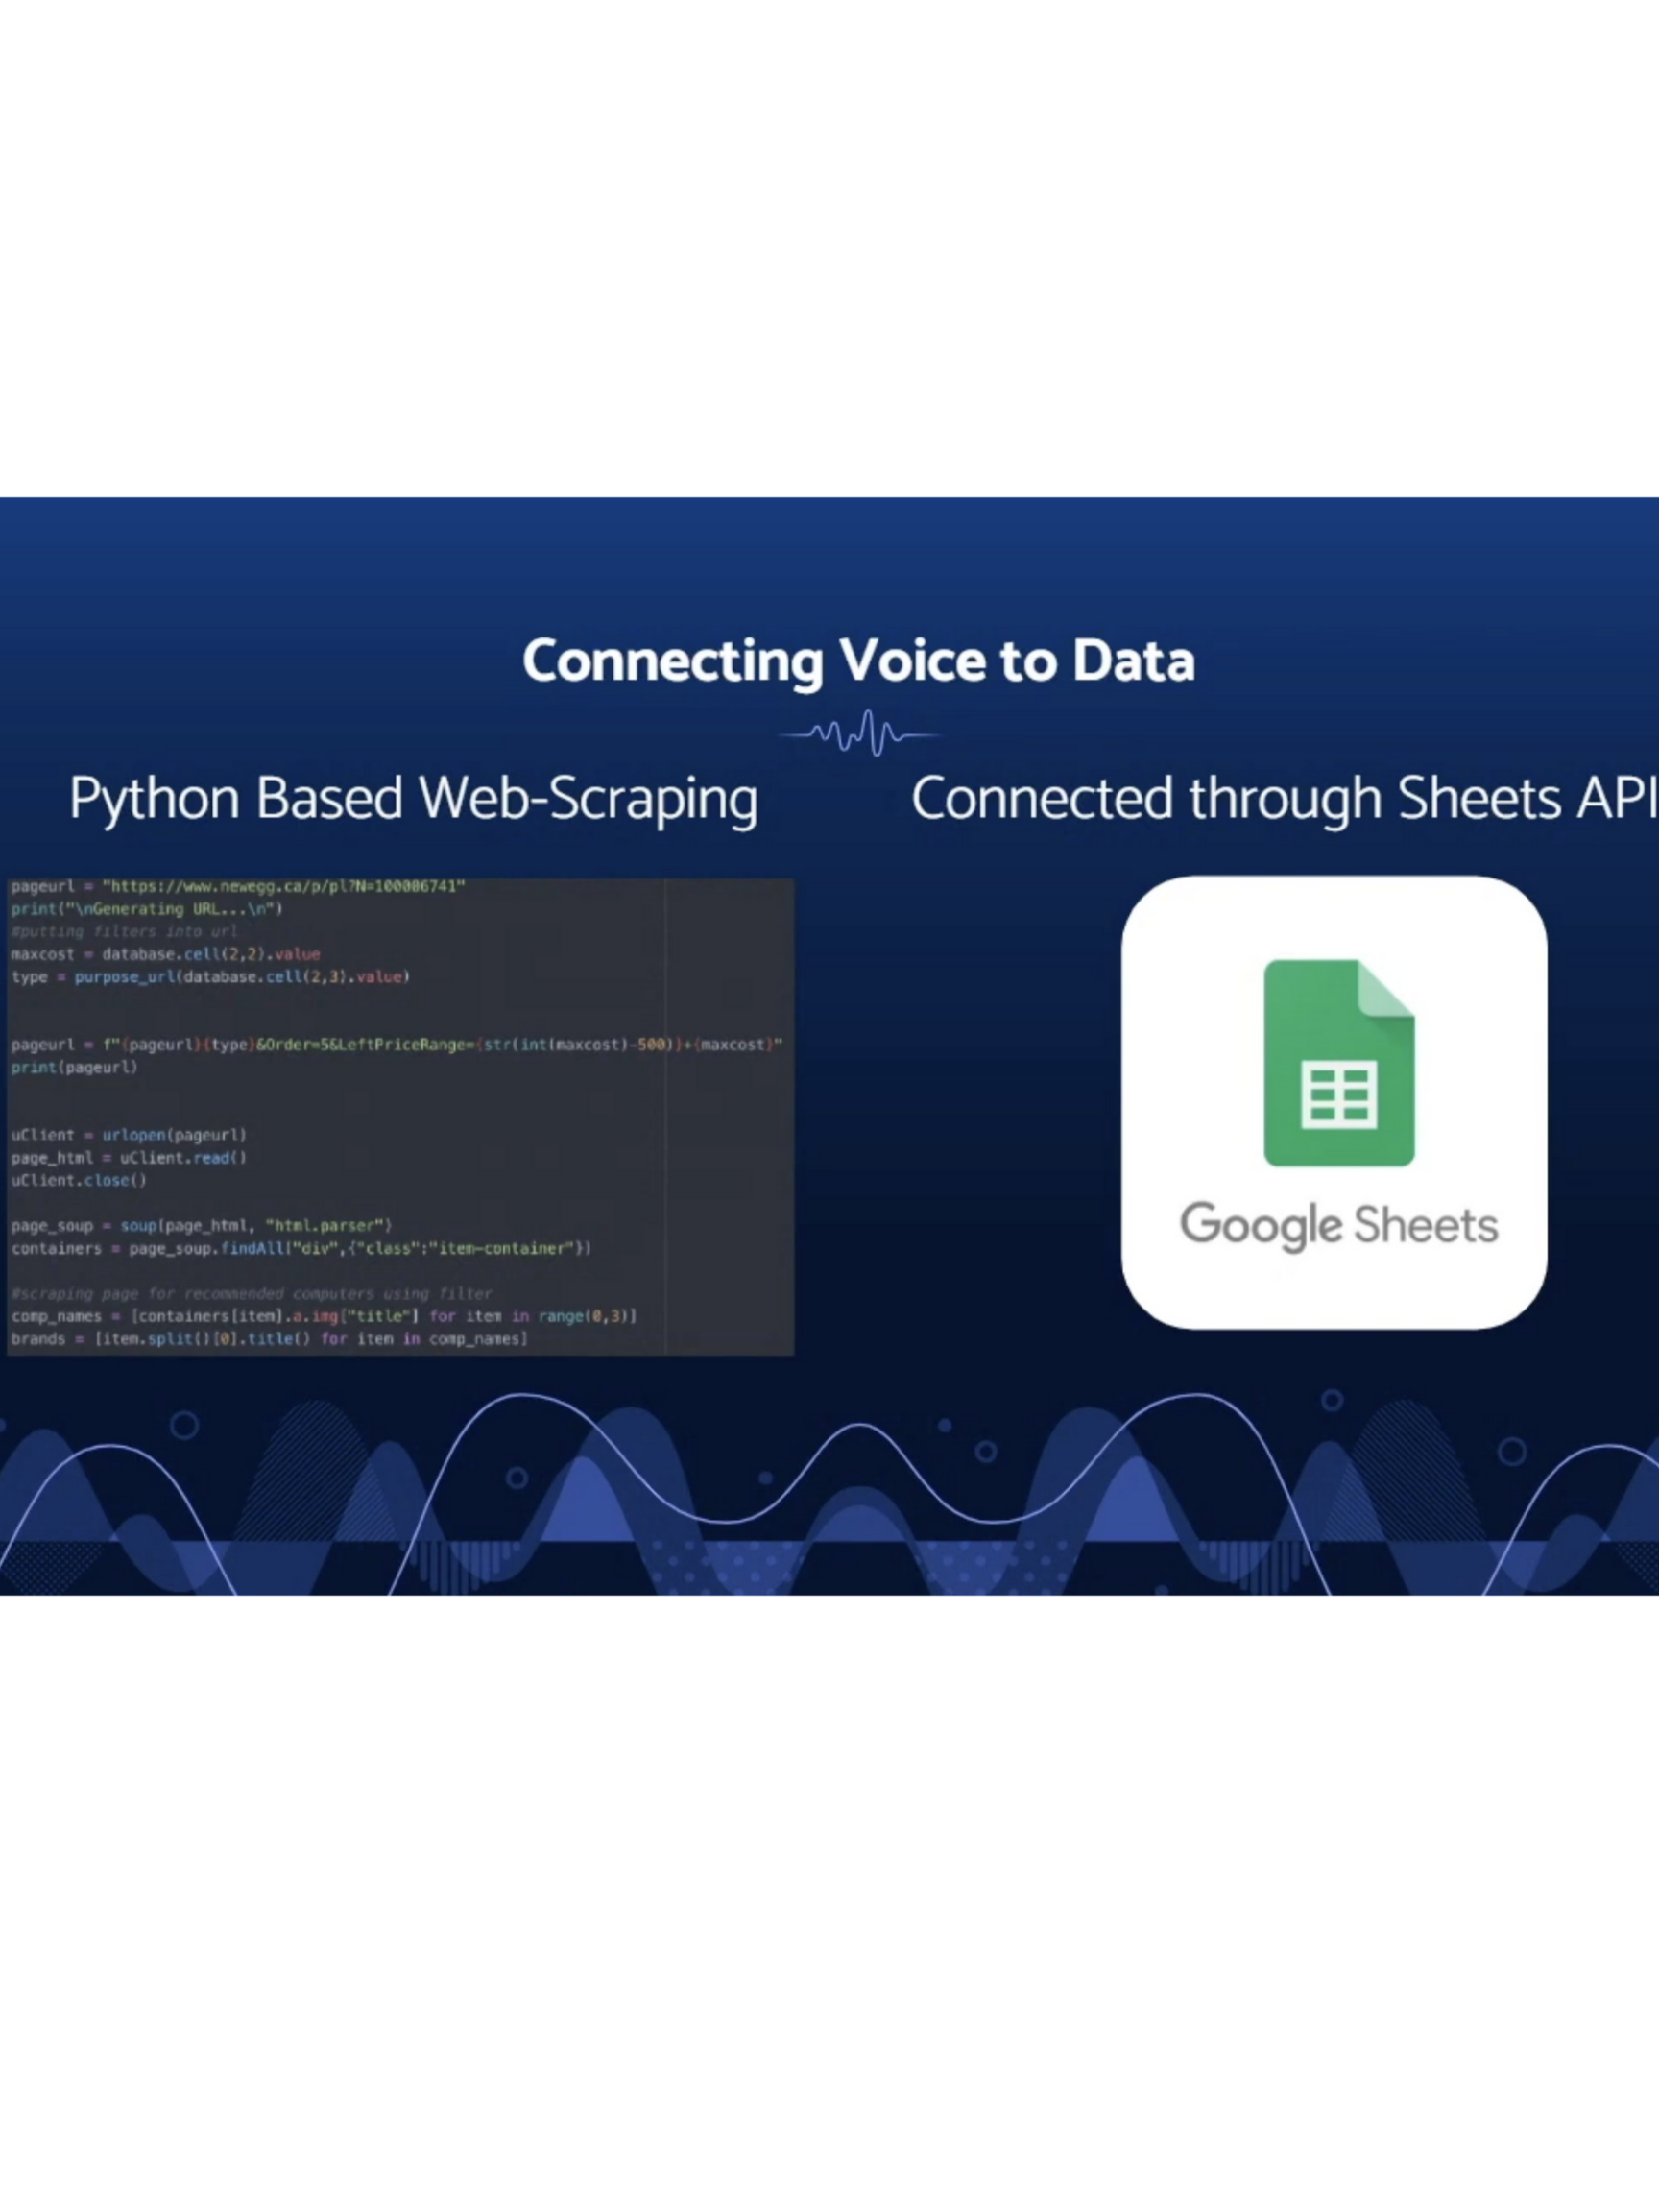 Connecting Voice to Data
Python Based Web-Scraping
Connected through Sheets API
pageurl = "https://www.newegg.ca/p/pl?N=100006741"
print("\nGenerating URL...\n")
#putting filters into url
maxcost = database.cell(2,2).value
type = purpose_url(database.cell(2,3).value)
pageurl = f"{pageurl}{type}&Order=5&LeftPriceRange={str(int(maxcost)-500)}+{maxcost}"
print(pageurl)
uClient = urlopen(pageurl)
page_html = uClient.read()
uClient.close()
page_soup = soup(page_html, "html.parser")
containers = page_soup.findAll("div",{"class":"item-container"})
#scraping page for recommended computers using filter
comp_names = [containers[item].a.img["title"] for item in range(0,3)]
brands = [item.split()[0].title() for item in comp_names]
Google Sheets